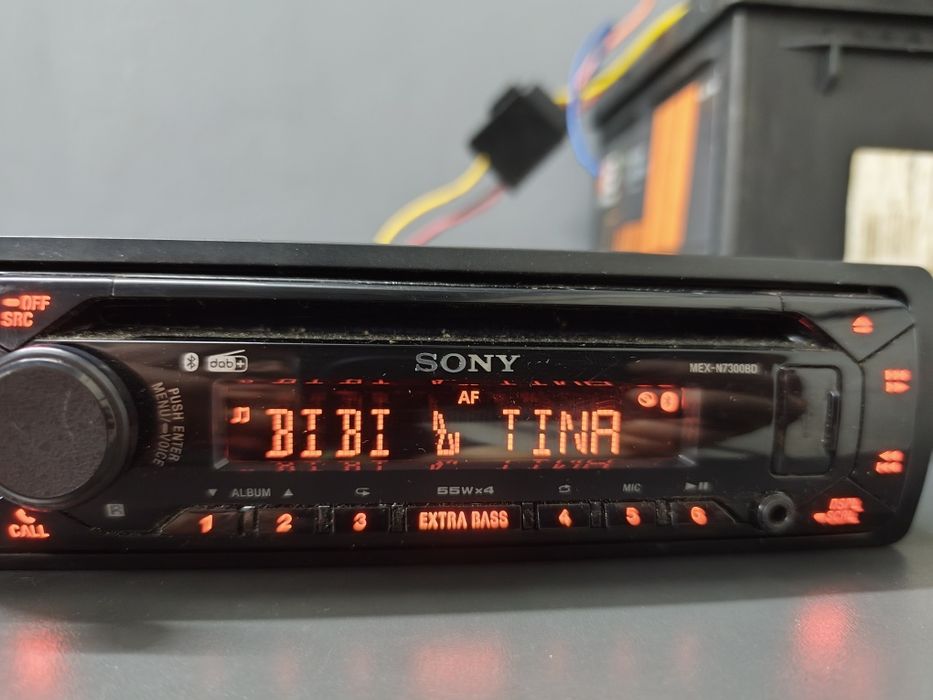 OFF
SRC
dab+
SONY
MEX-N7300BD
PUSH ENTER
MENU
VOICE
AF
BIBI & TINA
ALBUM
55W×4
MIC
CALL
1
2
3
EXTRA BASS
4
5
6